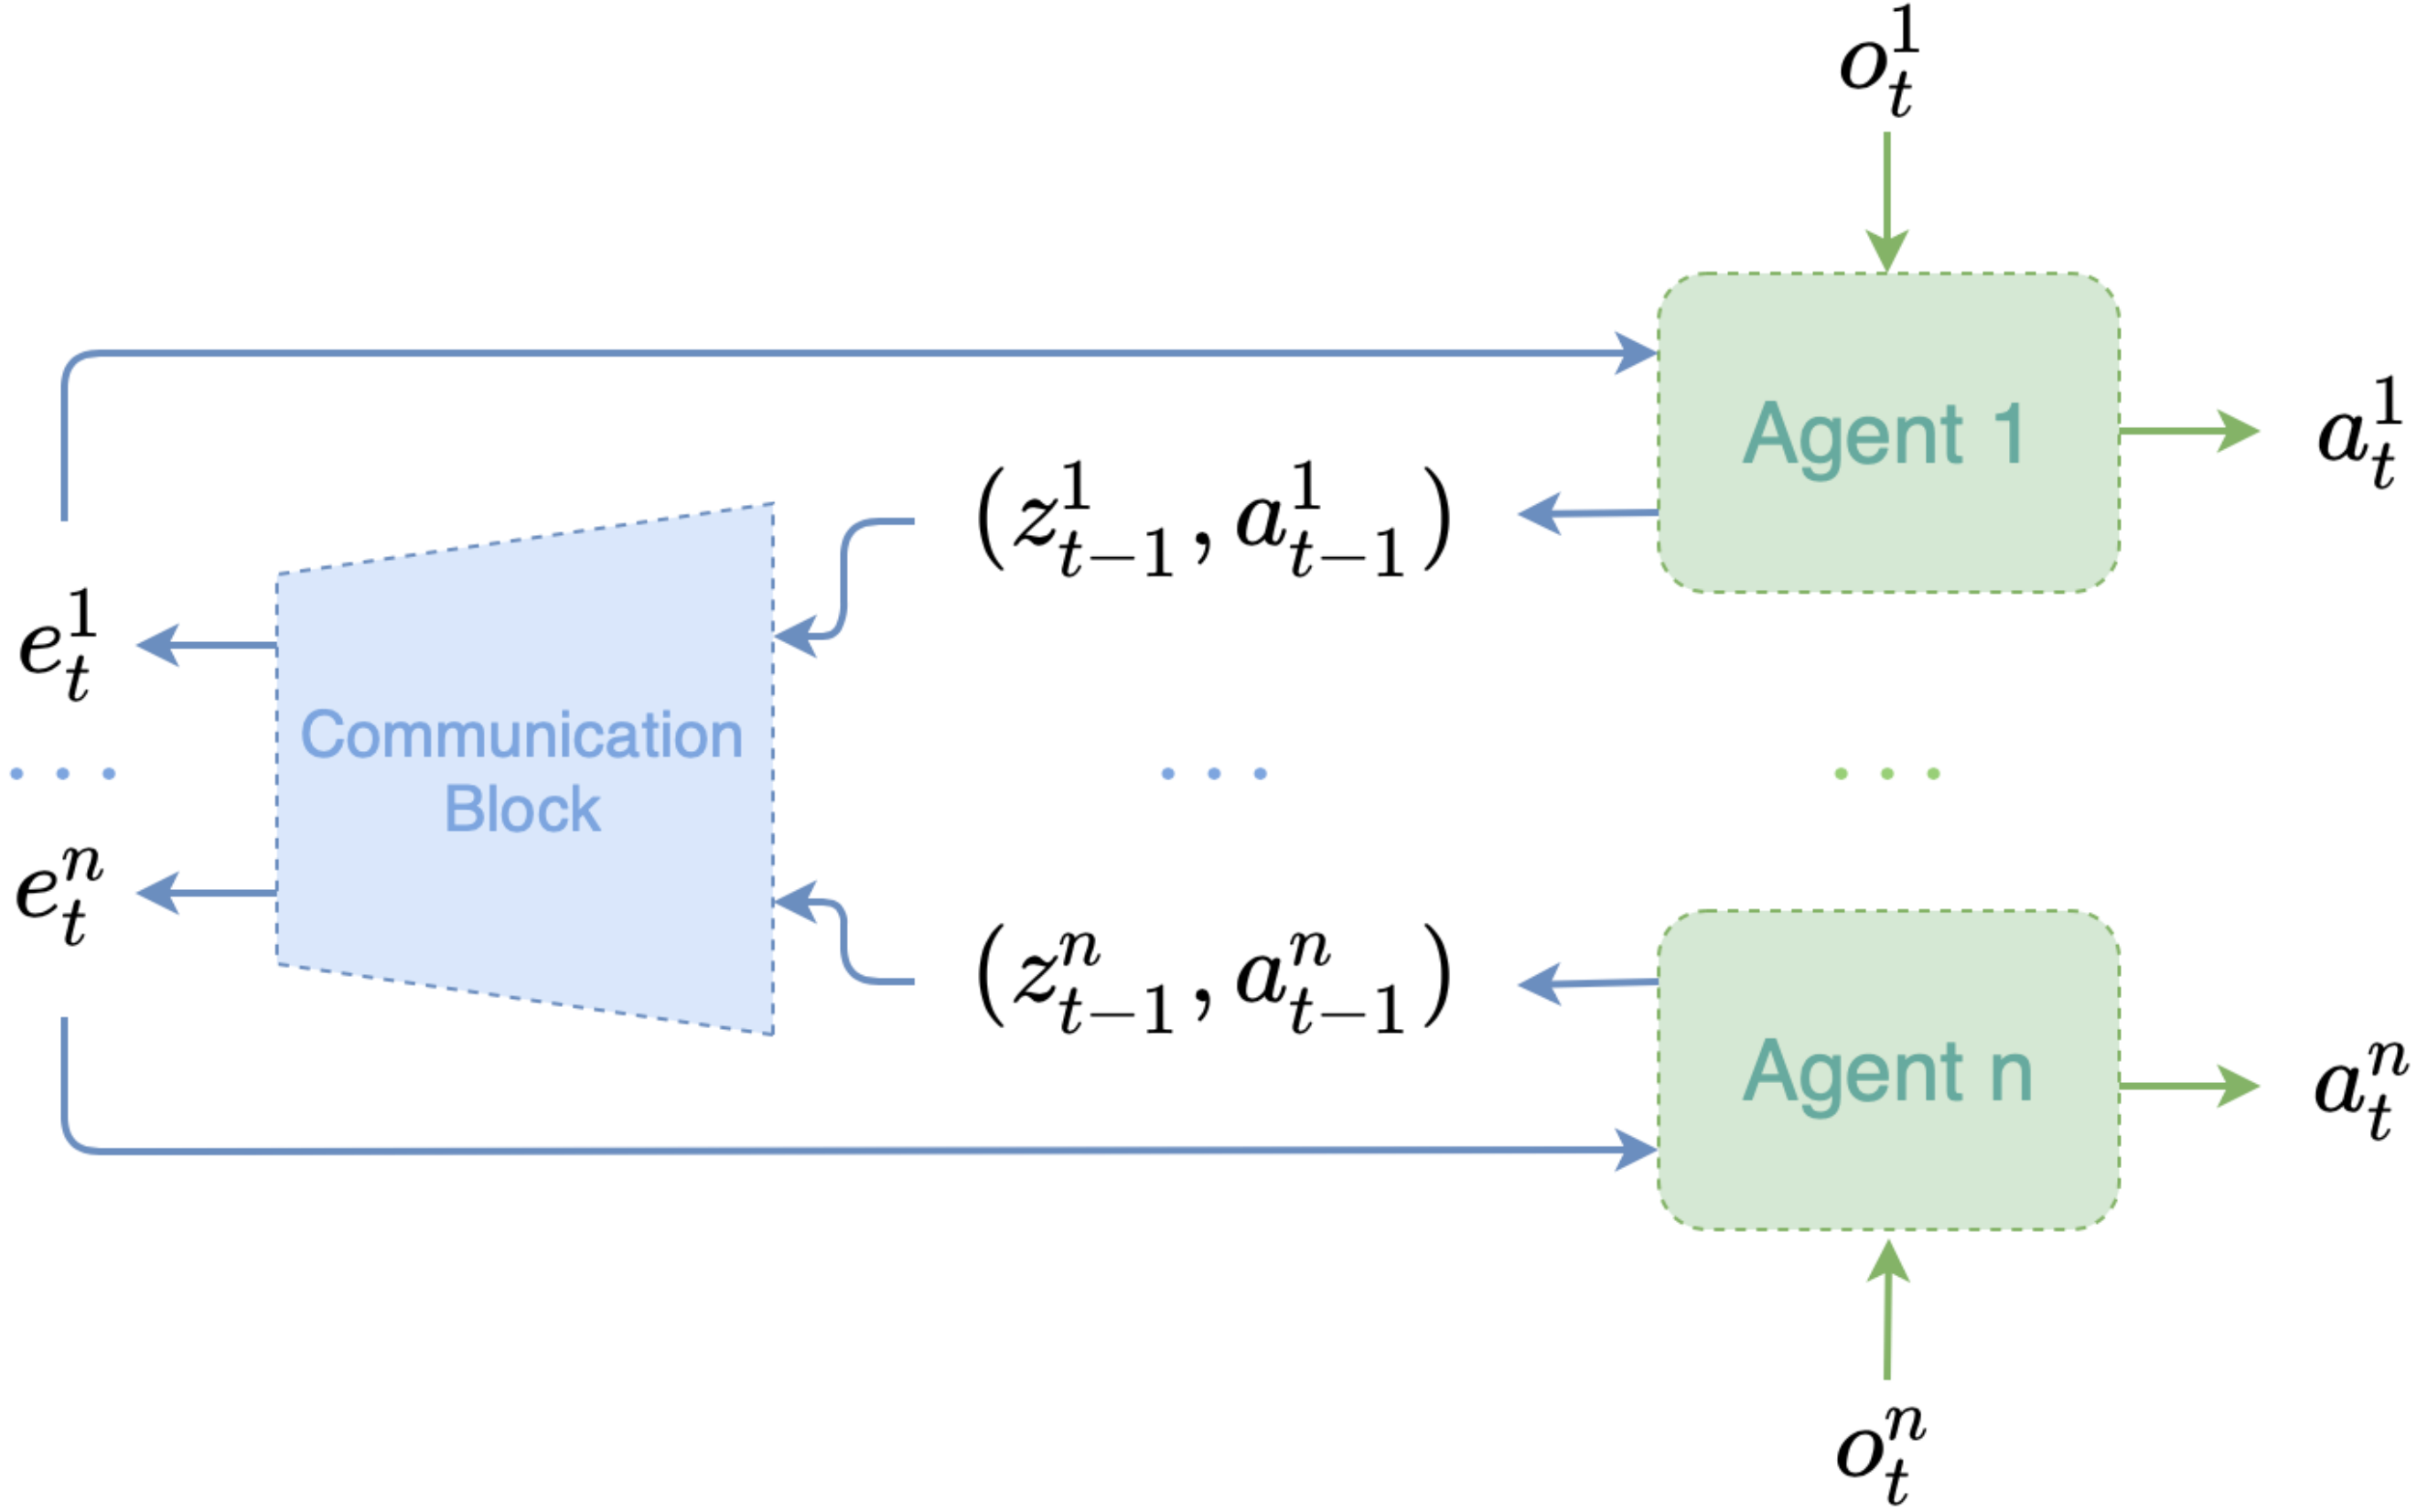 o_t^1
Agent 1
a_t^1
(z_{t-1}^1, a_{t-1}^1)
e_t^1
Communication
Block
. . .
. . .
. . .
e_t^n
(z_{t-1}^n, a_{t-1}^n)
Agent n
a_t^n
o_t^n